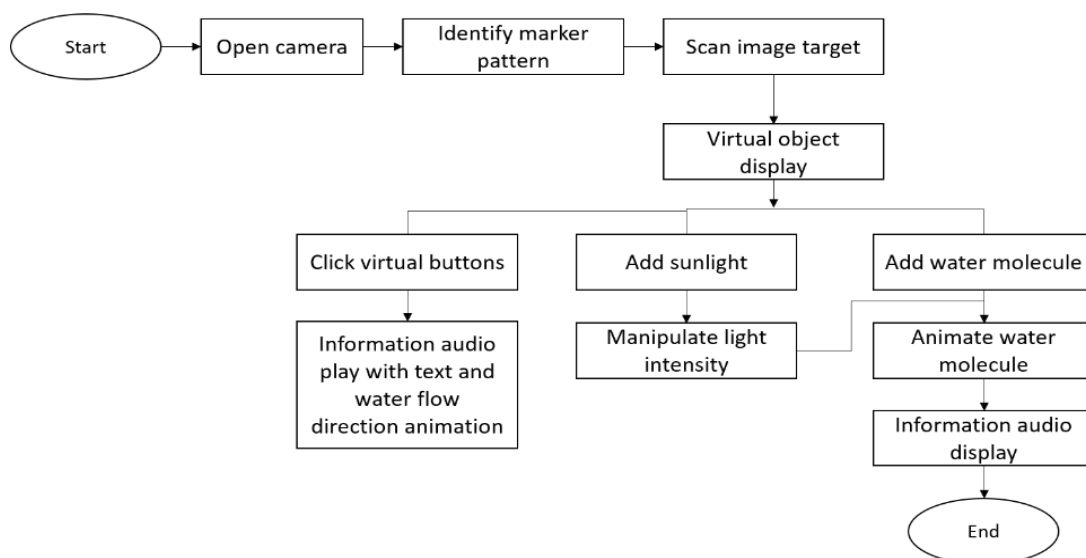 Start
Open camera
Identify marker
pattern
Scan image target
Virtual object
display
Click virtual buttons
Add sunlight
Add water molecule
Information audio
play with text and
water flow
direction animation
Manipulate light
intensity
Animate water
molecule
Information audio
display
End